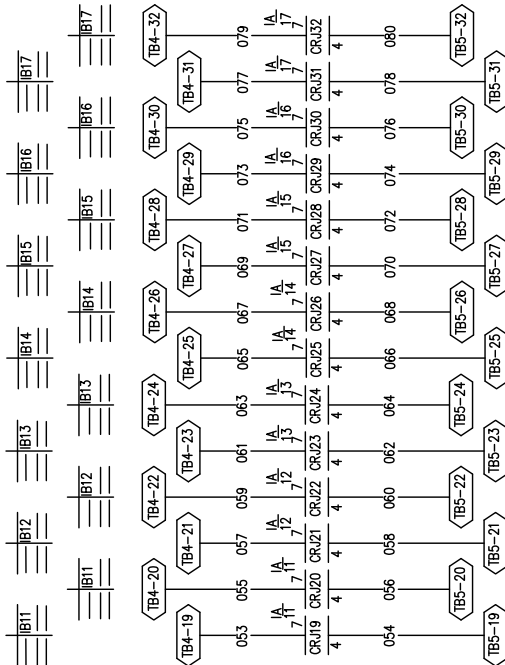 IB11 IB12 IB13 IB14 IB15 IB16 IB17
IB11 IB12 IB13 IB14 IB15 IB16 IB17
TB4-20 TB4-22 TB4-24 TB4-26 TB4-28 TB4-30 TB4-32
TB4-19 TB4-21 TB4-23 TB4-25 TB4-27 TB4-29 TB4-31
053 055 057 059 061 063 065 067 069 071 073 075 077 079
IA IA IA IA IA IA IA IA IA IA IA IA IA IA
11 11 12 12 13 13 14 14 15 15 16 16 17 17
7 7 7 7 7 7 7 7 7 7 7 7 7 7
CRJ19 CRJ20 CRJ21 CRJ22 CRJ23 CRJ24 CRJ25 CRJ26 CRJ27 CRJ28 CRJ29 CRJ30 CRJ31 CRJ32
4 4 4 4 4 4 4 4 4 4 4 4 4 4
054 056 058 060 062 064 066 068 070 072 074 076 078 080
TB5-20 TB5-22 TB5-24 TB5-26 TB5-28 TB5-30 TB5-32
TB5-19 TB5-21 TB5-23 TB5-25 TB5-27 TB5-29 TB5-31